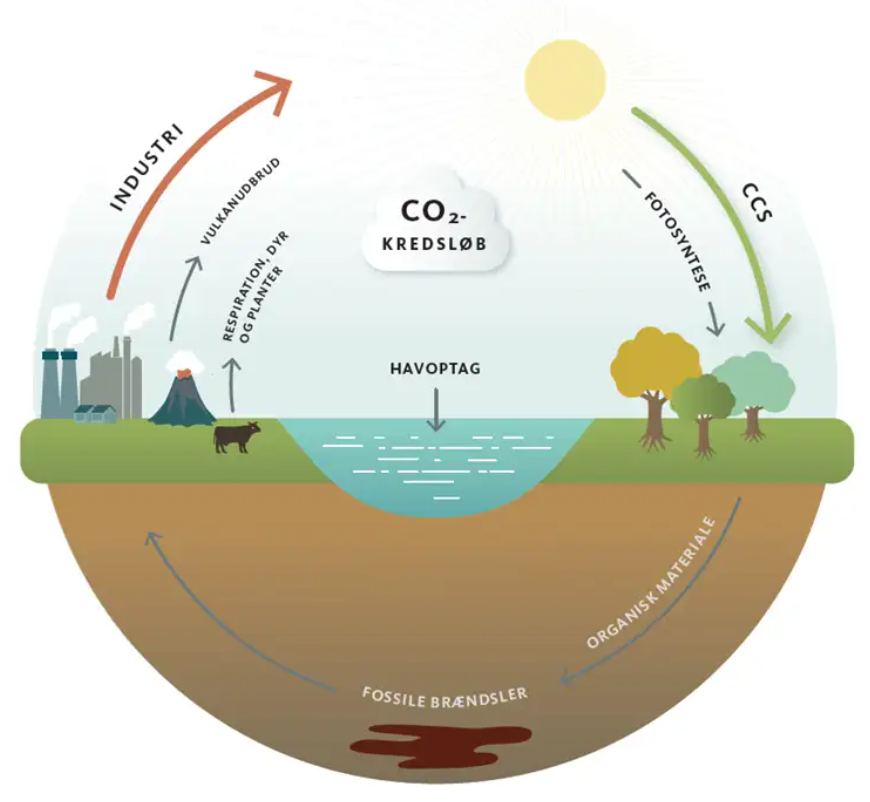 INDUSTRI
VULKANUDBRUD
RESPIRATION, DYR
OG PLANTER
CO₂-
KREDSLØB
HAVOPTAG
FOTOSYNTESE
CCS
ORGANISK MATERIALE
FOSSILE BRÆNDSLER